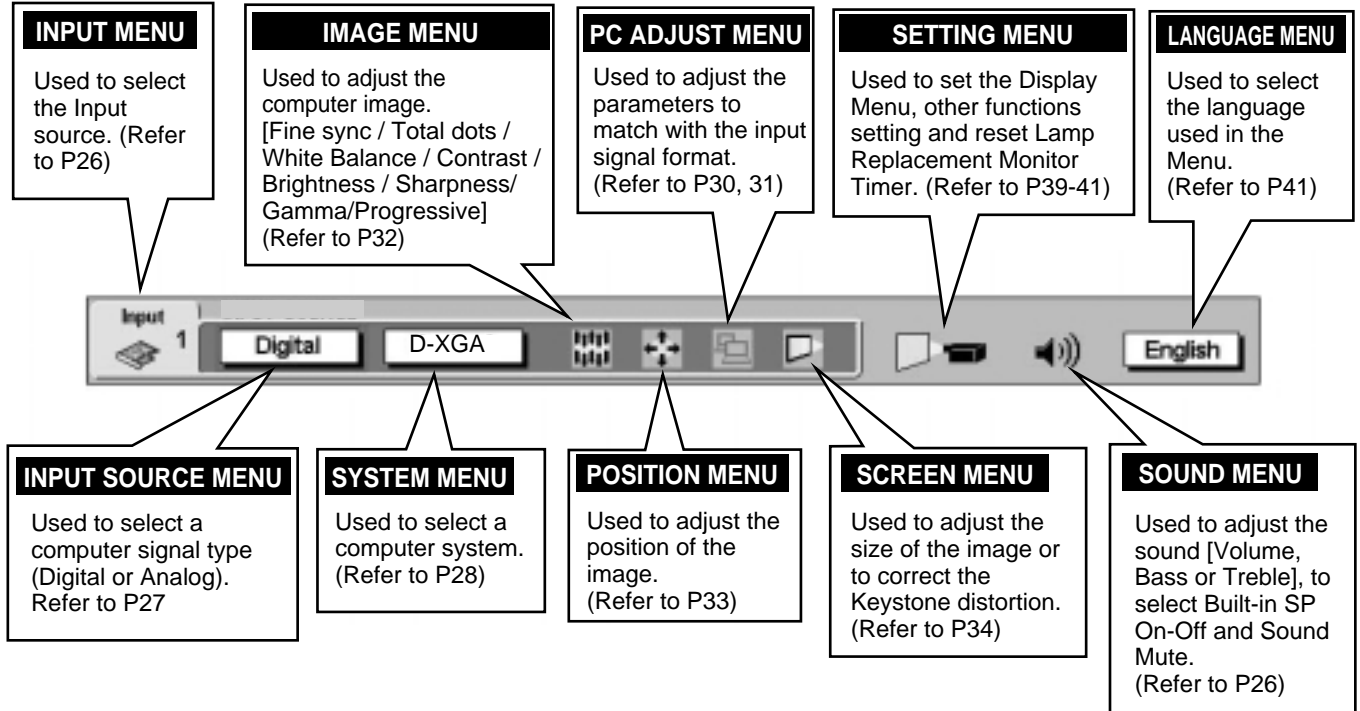 INPUT MENU
Used to select
the Input
source. (Refer
to P26)
IMAGE MENU
Used to adjust the
computer image.
[Fine sync / Total dots /
White Balance / Contrast /
Brightness / Sharpness/
Gamma/Progressive]
(Refer to P32)
PC ADJUST MENU
Used to adjust the
parameters to
match with the input
signal format.
(Refer to P30, 31)
SETTING MENU
Used to set the Display
Menu, other functions
setting and reset Lamp
Replacement Monitor
Timer. (Refer to P39-41)
LANGUAGE MENU
Used to select
the language
used in the
Menu.
(Refer to P41)
Input
1
Digital
D-XGA
English
INPUT SOURCE MENU
Used to select a
computer signal type
(Digital or Analog).
Refer to P27
SYSTEM MENU
Used to select a
computer system.
(Refer to P28)
POSITION MENU
Used to adjust the
position of the
image.
(Refer to P33)
SCREEN MENU
Used to adjust the
size of the image or
to correct the
Keystone distortion.
(Refer to P34)
SOUND MENU
Used to adjust the
sound [Volume,
Bass or Treble], to
select Built-in SP
On-Off and Sound
Mute.
(Refer to P26)